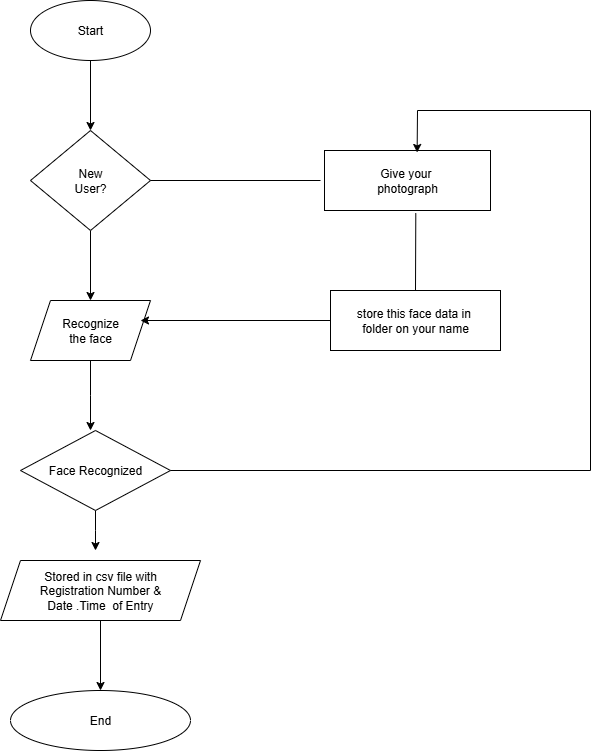 Start
New
User?
Give your
photograph
Recognize
the face
store this face data in
folder on your name
Face Recognized
Stored in csv file with
Registration Number &
Date .Time  of Entry
End